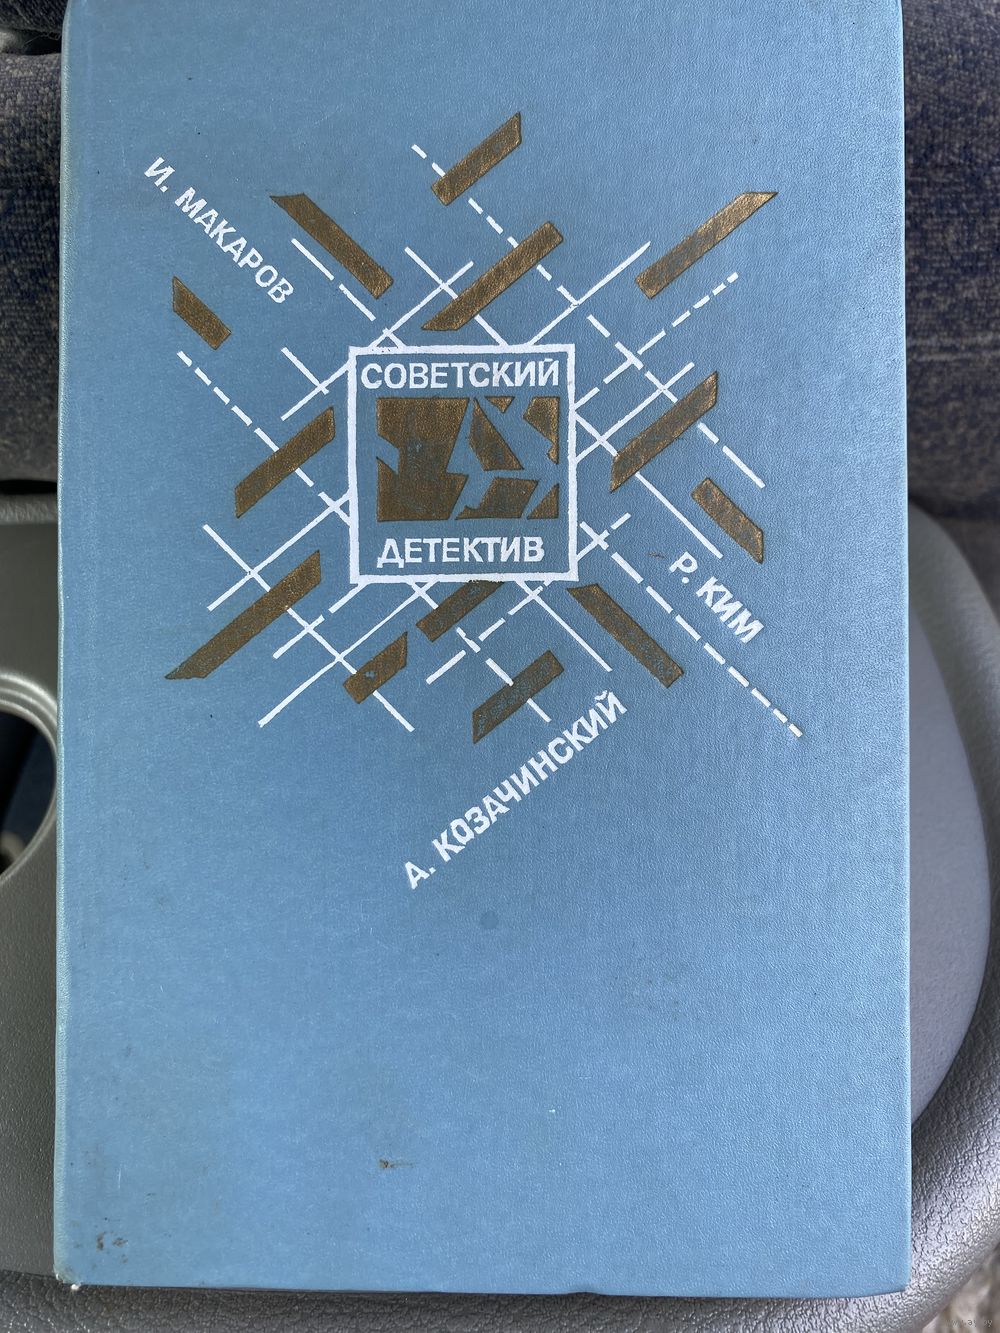 И. МАКАРОВ
СОВЕТСКИЙ
ДЕТЕКТИВ
Р. КИМ
А. КОЗАЧИНСКИЙ